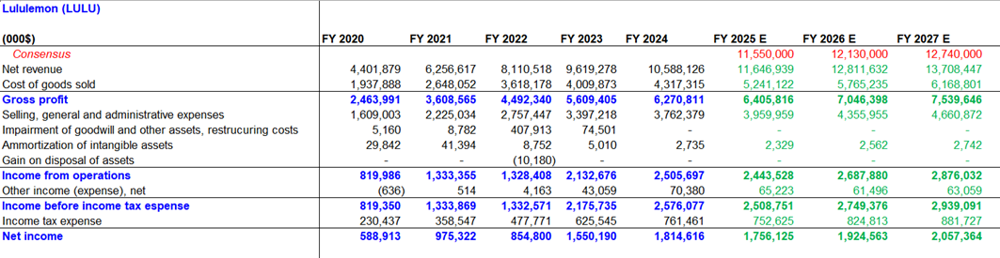 Lululemon (LULU)
(000$) FY 2020 FY 2021 FY 2022 FY 2023 FY 2024 FY 2025 E FY 2026 E FY 2027 E
Consensus 11,550,000 12,130,000 12,740,000
Net revenue 4,401,879 6,256,617 8,110,518 9,619,278 10,588,126 11,646,939 12,811,632 13,708,447
Cost of goods sold 1,937,888 2,648,052 3,618,178 4,009,873 4,317,315 5,241,122 5,765,235 6,168,801
Gross profit 2,463,991 3,608,565 4,492,340 5,609,405 6,270,811 6,405,816 7,046,398 7,539,646
Selling, general and administrative expenses 1,609,003 2,225,034 2,757,447 3,397,218 3,762,379 3,959,959 4,355,955 4,660,872
Impairment of goodwill and other assets, restrucuring costs 5,160 8,782 407,913 74,501 - - - -
Ammortization of intangible assets 29,842 41,394 8,752 5,010 2,735 2,329 2,562 2,742
Gain on disposal of assets - - (10,180) - - - - -
Income from operations 819,986 1,333,355 1,328,408 2,132,676 2,505,697 2,443,528 2,687,880 2,876,032
Other income (expense), net (636) 514 4,163 43,059 70,380 65,223 61,496 63,059
Income before income tax espense 819,350 1,333,869 1,332,571 2,175,735 2,576,077 2,508,751 2,749,376 2,939,091
Income tax expense 230,437 358,547 477,771 625,545 761,461 752,625 824,813 881,727
Net income 588,913 975,322 854,800 1,550,190 1,814,616 1,756,125 1,924,563 2,057,364